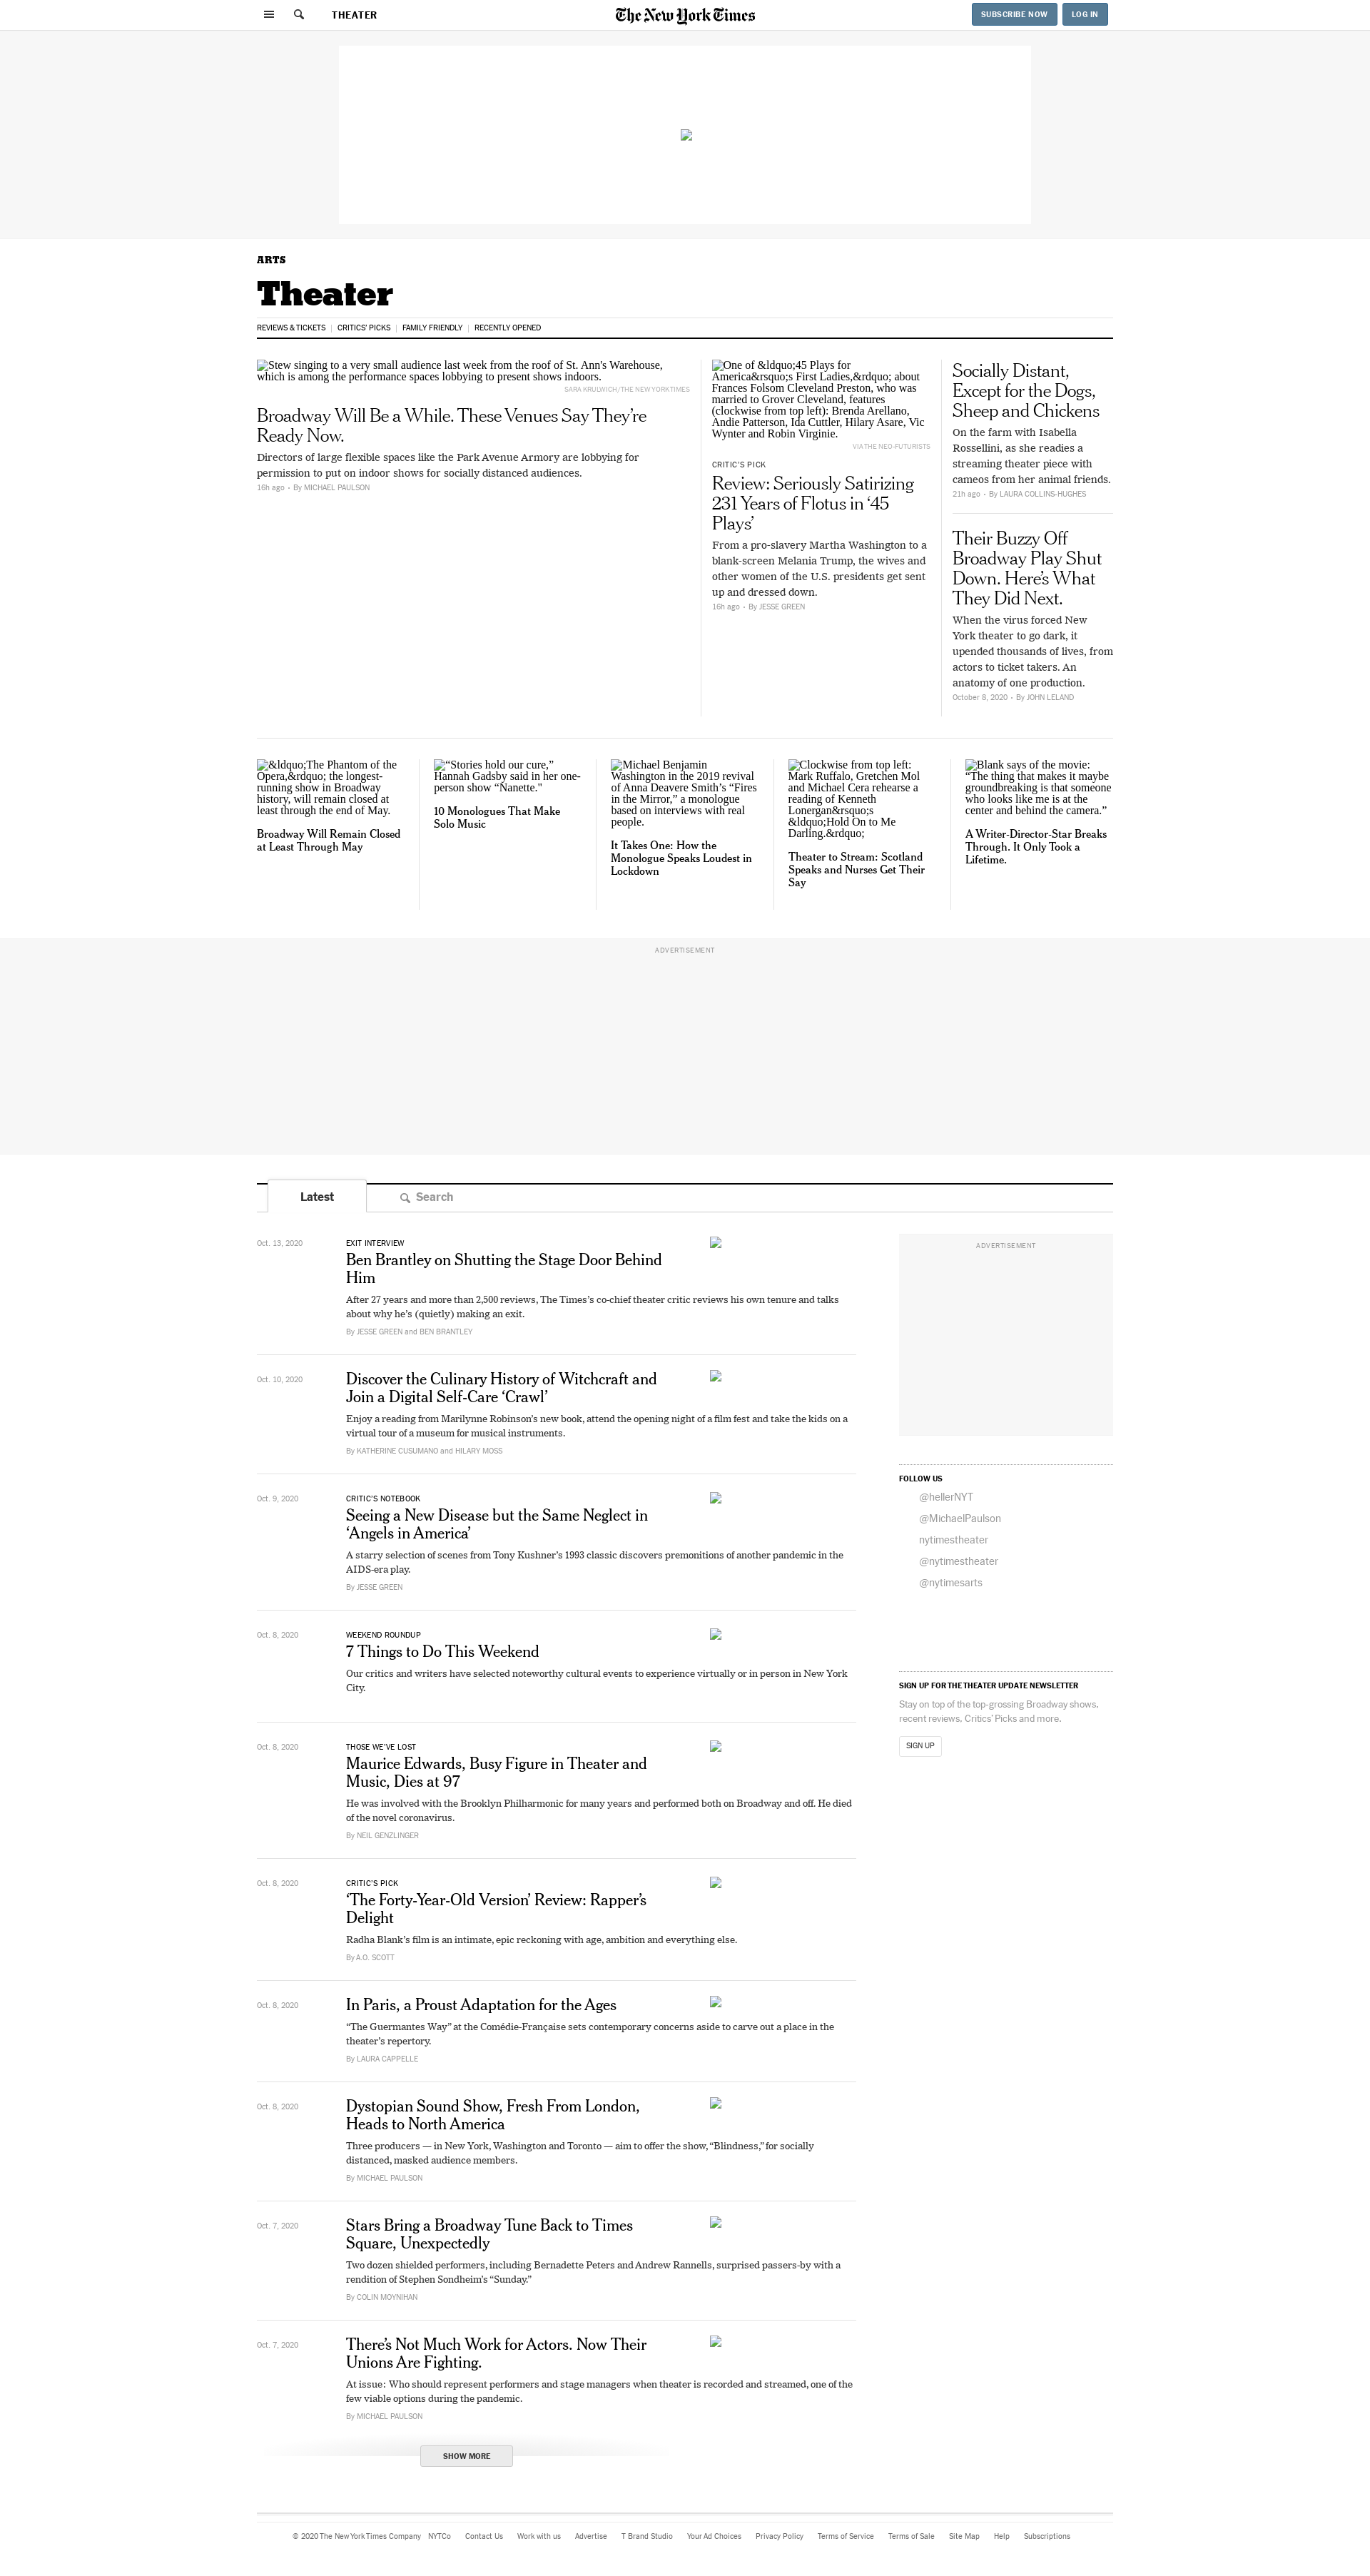 THEATER
The New York Times
SUBSCRIBE NOW
LOG IN
ARTS
Theater
REVIEWS & TICKETS
CRITICS' PICKS
FAMILY FRIENDLY
RECENTLY OPENED
Stew singing to a very small audience last week from the roof of St. Ann's Warehouse,
which is among the performance spaces lobbying to present shows indoors.
SARA KRULWICH/THE NEW YORK TIMES
Broadway Will Be a While. These Venues Say They’re
Ready Now.
Directors of large flexible spaces like the Park Avenue Armory are lobbying for
permission to put on indoor shows for socially distanced audiences.
16h ago • By MICHAEL PAULSON
One of &ldquo;45 Plays for
America&rsquo;s First Ladies,&rdquo; about
Frances Folsom Cleveland Preston, who was
married to Grover Cleveland, features
(clockwise from top left): Brenda Arellano,
Andie Patterson, Ida Cuttler, Hilary Asare, Vic
Wynter and Robin Virginie.
VIA THE NEO-FUTURISTS
CRITIC’S PICK
Review: Seriously Satirizing
231 Years of Flotus in ‘45
Plays’
From a pro-slavery Martha Washington to a
blank-screen Melania Trump, the wives and
other women of the U.S. presidents get sent
up and dressed down.
16h ago • By JESSE GREEN
Socially Distant,
Except for the Dogs,
Sheep and Chickens
On the farm with Isabella
Rossellini, as she readies a
streaming theater piece with
cameos from her animal friends.
21h ago • By LAURA COLLINS-HUGHES
Their Buzzy Off
Broadway Play Shut
Down. Here’s What
They Did Next.
When the virus forced New
York theater to go dark, it
upended thousands of lives, from
actors to ticket takers. An
anatomy of one production.
October 8, 2020 • By JOHN LELAND
&ldquo;The Phantom of the
Opera,&rdquo; the longest-
running show in Broadway
history, will remain closed at
least through the end of May.
Broadway Will Remain Closed
at Least Through May
“Stories hold our cure,”
Hannah Gadsby said in her one-
person show “Nanette."
10 Monologues That Make
Solo Music
Michael Benjamin
Washington in the 2019 revival
of Anna Deavere Smith’s “Fires
in the Mirror,” a monologue
based on interviews with real
people.
It Takes One: How the
Monologue Speaks Loudest in
Lockdown
Clockwise from top left:
Mark Ruffalo, Gretchen Mol
and Michael Cera rehearse a
reading of Kenneth
Lonergan&rsquo;s
&ldquo;Hold On to Me
Darling.&rdquo;
Theater to Stream: Scotland
Speaks and Nurses Get Their
Say
Blank says of the movie:
“The thing that makes it maybe
groundbreaking is that someone
who looks like me is at the
center and behind the camera.”
A Writer-Director-Star Breaks
Through. It Only Took a
Lifetime.
ADVERTISEMENT
Latest
Search
Oct. 13, 2020
EXIT INTERVIEW
Ben Brantley on Shutting the Stage Door Behind
Him
After 27 years and more than 2,500 reviews, The Times’s co-chief theater critic reviews his own tenure and talks
about why he’s (quietly) making an exit.
By JESSE GREEN and BEN BRANTLEY
Oct. 10, 2020
Discover the Culinary History of Witchcraft and
Join a Digital Self-Care ‘Crawl’
Enjoy a reading from Marilynne Robinson’s new book, attend the opening night of a film fest and take the kids on a
virtual tour of a museum for musical instruments.
By KATHERINE CUSUMANO and HILARY MOSS
Oct. 9, 2020
CRITIC’S NOTEBOOK
Seeing a New Disease but the Same Neglect in
‘Angels in America’
A starry selection of scenes from Tony Kushner’s 1993 classic discovers premonitions of another pandemic in the
AIDS-era play.
By JESSE GREEN
Oct. 8, 2020
WEEKEND ROUNDUP
7 Things to Do This Weekend
Our critics and writers have selected noteworthy cultural events to experience virtually or in person in New York
City.
Oct. 8, 2020
THOSE WE’VE LOST
Maurice Edwards, Busy Figure in Theater and
Music, Dies at 97
He was involved with the Brooklyn Philharmonic for many years and performed both on Broadway and off. He died
of the novel coronavirus.
By NEIL GENZLINGER
Oct. 8, 2020
CRITIC’S PICK
‘The Forty-Year-Old Version’ Review: Rapper’s
Delight
Radha Blank’s film is an intimate, epic reckoning with age, ambition and everything else.
By A.O. SCOTT
Oct. 8, 2020
In Paris, a Proust Adaptation for the Ages
“The Guermantes Way” at the Comédie-Française sets contemporary concerns aside to carve out a place in the
theater’s repertory.
By LAURA CAPPELLE
Oct. 8, 2020
Dystopian Sound Show, Fresh From London,
Heads to North America
Three producers — in New York, Washington and Toronto — aim to offer the show, “Blindness,” for socially
distanced, masked audience members.
By MICHAEL PAULSON
Oct. 7, 2020
Stars Bring a Broadway Tune Back to Times
Square, Unexpectedly
Two dozen shielded performers, including Bernadette Peters and Andrew Rannells, surprised passers-by with a
rendition of Stephen Sondheim’s “Sunday.”
By COLIN MOYNIHAN
Oct. 7, 2020
There’s Not Much Work for Actors. Now Their
Unions Are Fighting.
At issue: Who should represent performers and stage managers when theater is recorded and streamed, one of the
few viable options during the pandemic.
By MICHAEL PAULSON
SHOW MORE
ADVERTISEMENT
FOLLOW US
@hellerNYT
@MichaelPaulson
nytimestheater
@nytimestheater
@nytimesarts
SIGN UP FOR THE THEATER UPDATE NEWSLETTER
Stay on top of the top-grossing Broadway shows,
recent reviews, Critics’ Picks and more.
SIGN UP
© 2020 The New York Times Company
NYTCo
Contact Us
Work with us
Advertise
T Brand Studio
Your Ad Choices
Privacy Policy
Terms of Service
Terms of Sale
Site Map
Help
Subscriptions